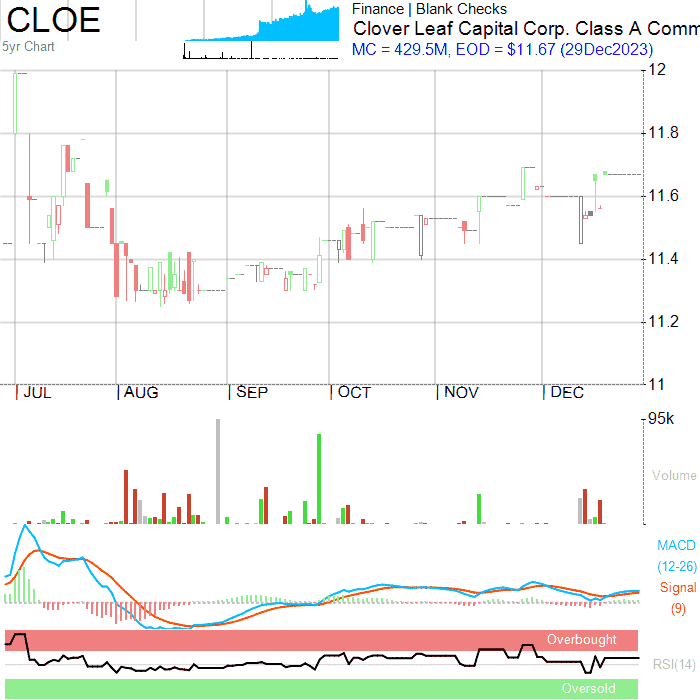 CLOE
5yr Chart
Finance | Blank Checks
Clover Leaf Capital Corp. Class A Comm
MC = 429.5M, EOD = $11.67 (29Dec2023)
12
11.8
11.6
11.4
11.2
11
JUL AUG SEP OCT NOV DEC
95k
Volume
MACD
(12-26)
Signal
(9)
Overbought
RSI(14)
Oversold